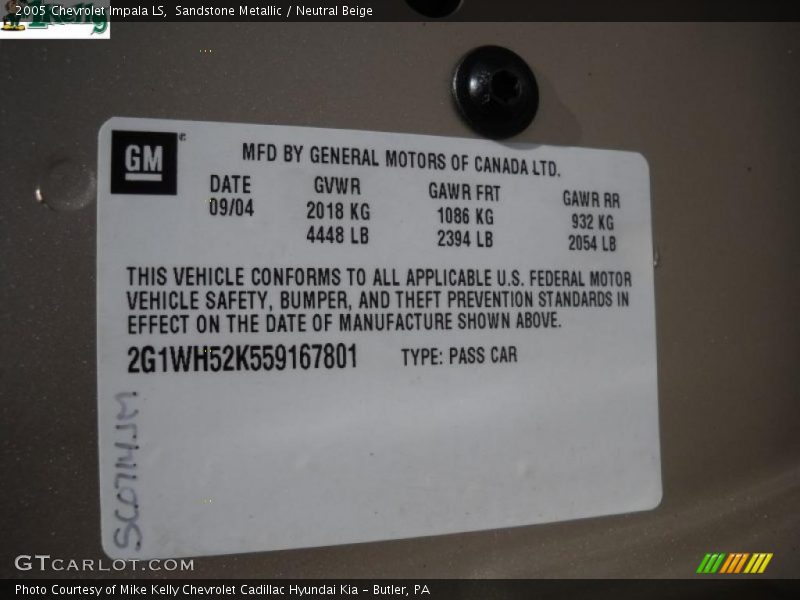 2005 Chevrolet Impala LS,  Sandstone Metallic / Neutral Beige
GM
MFD BY GENERAL MOTORS OF CANADA LTD.
DATE GVWR GAWR FRT GAWR RR
09/04 2018 KG 1086 KG 932 KG
4448 LB 2394 LB 2054 LB
THIS VEHICLE CONFORMS TO ALL APPLICABLE U.S. FEDERAL MOTOR
VEHICLE SAFETY, BUMPER, AND THEFT PREVENTION STANDARDS IN
EFFECT ON THE DATE OF MANUFACTURE SHOWN ABOVE.
2G1WH52K559167801 TYPE: PASS CAR
SC0714JM
GTCARLOT.COM
Photo Courtesy of Mike Kelly Chevrolet Cadillac Hyundai Kia - Butler, PA